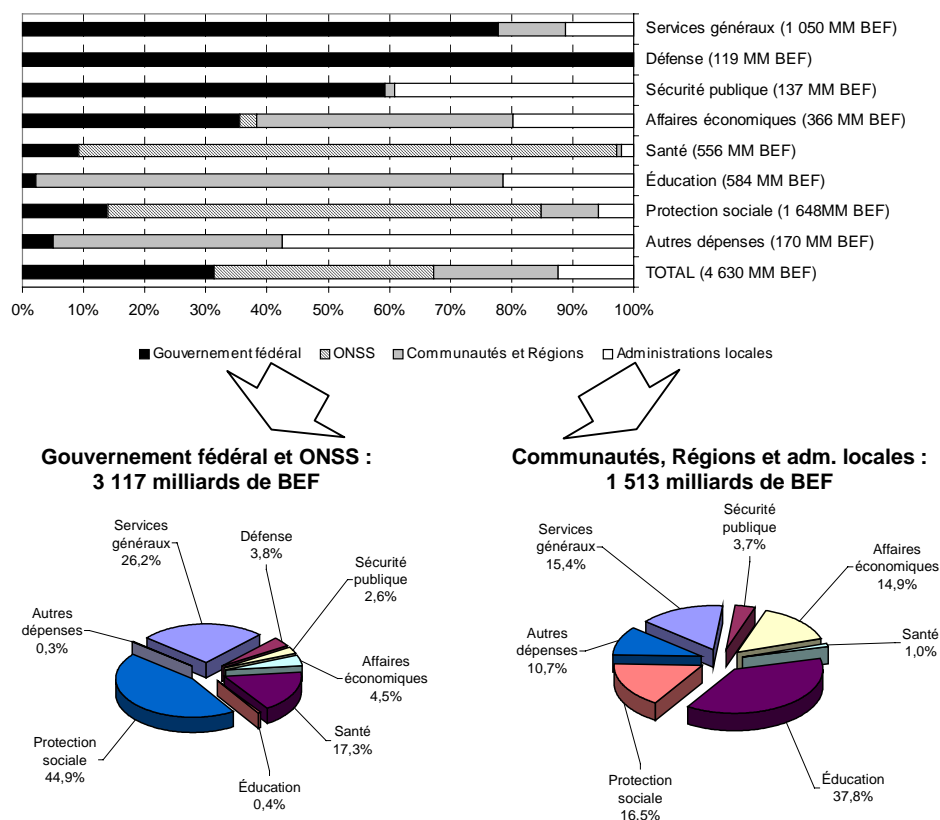 Services généraux (1 050 MM BEF)
Défense (119 MM BEF)
Sécurité publique (137 MM BEF)
Affaires économiques (366 MM BEF)
Santé (556 MM BEF)
Éducation (584 MM BEF)
Protection sociale (1 648MM BEF)
Autres dépenses (170 MM BEF)
TOTAL (4 630 MM BEF)
0% 10% 20% 30% 40% 50% 60% 70% 80% 90% 100%
Gouvernement fédéral ONSS Communautés et Régions Administrations locales
Gouvernement fédéral et ONSS :
3 117 milliards de BEF
Services
généraux
26,2%
Défense
3,8%
Sécurité
publique
2,6%
Affaires
économiques
4,5%
Santé
17,3%
Éducation
0,4%
Protection
sociale
44,9%
Autres
dépenses
0,3%
Communautés, Régions et adm. locales :
1 513 milliards de BEF
Services
généraux
15,4%
Sécurité
publique
3,7%
Affaires
économiques
14,9%
Santé
1,0%
Éducation
37,8%
Protection
sociale
16,5%
Autres
dépenses
10,7%